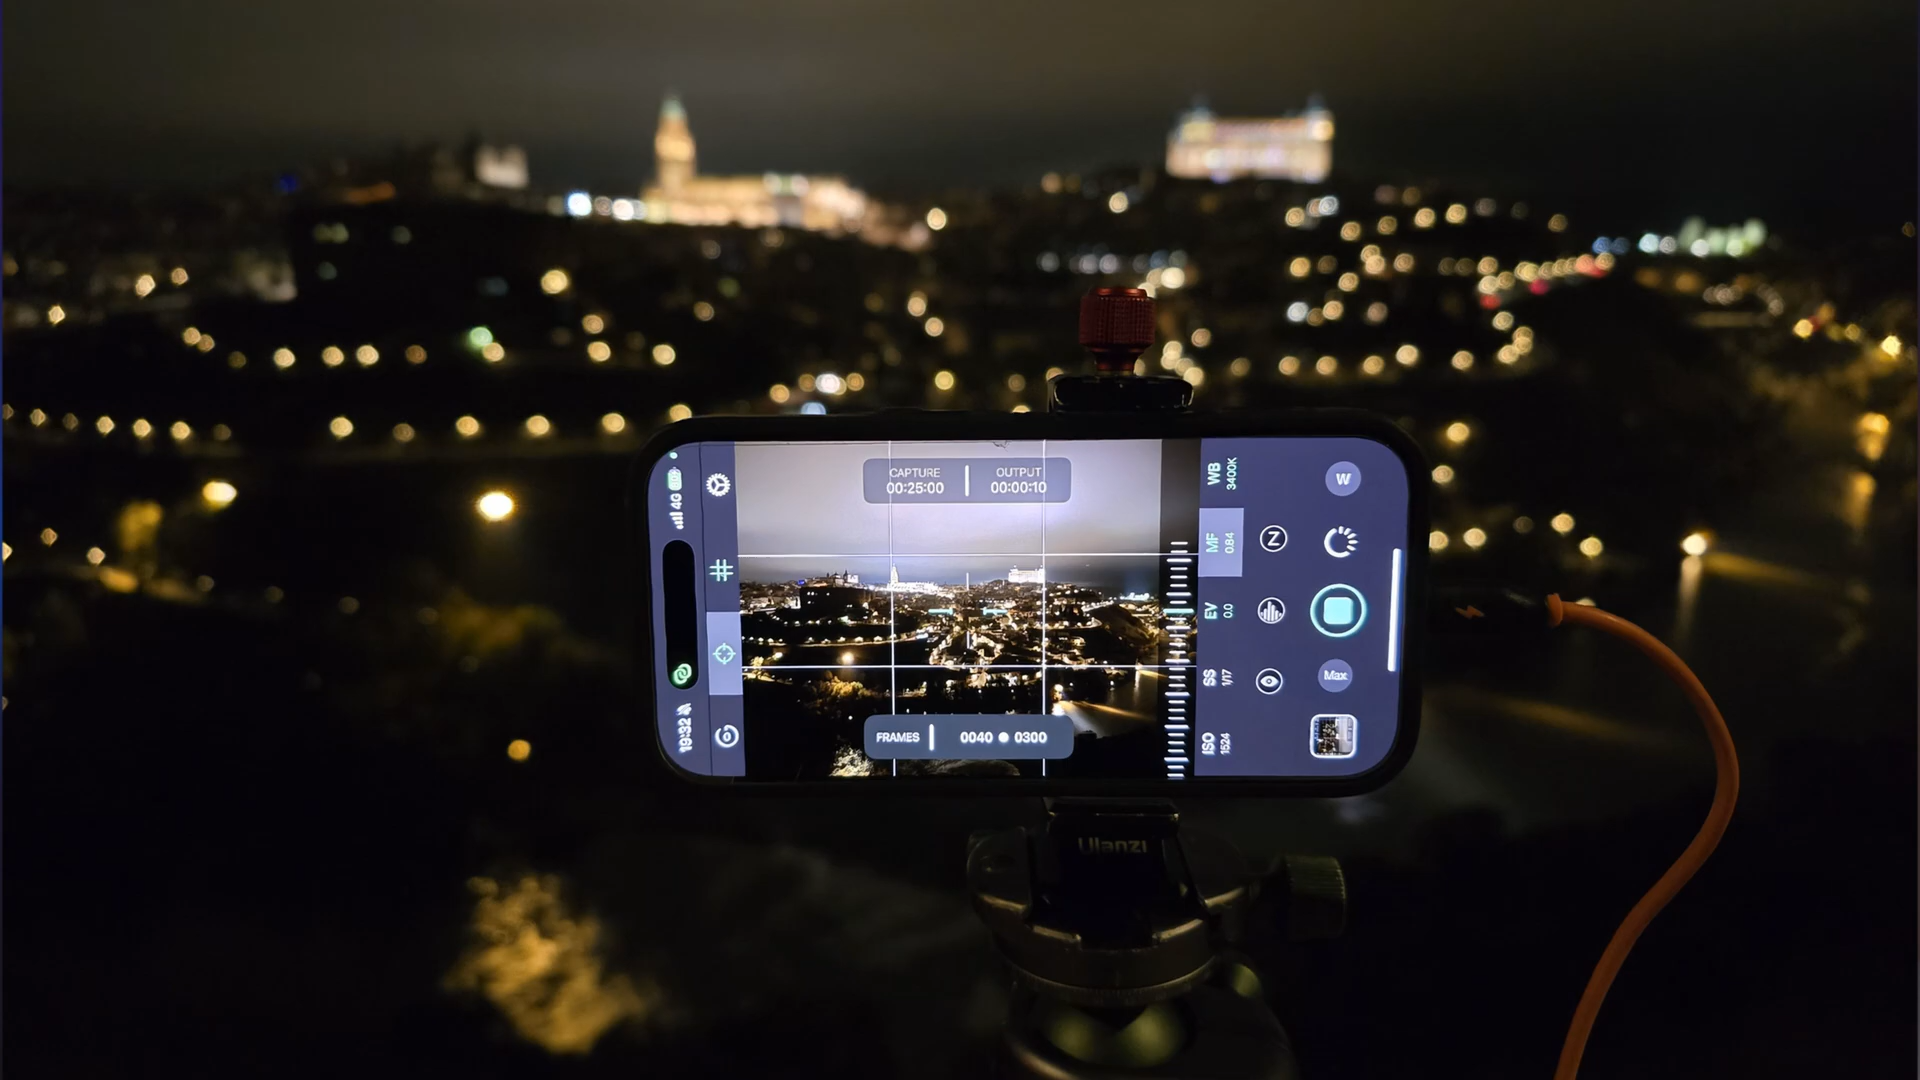 CAPTURE
00:25:00
OUTPUT
00:00:10
FRAMES
0040
0300
4G
19:32
WB
3400K
MF
0.84
EV
0.0
SS
1/17
ISO
1524
W
Z
Max
Ulanzi